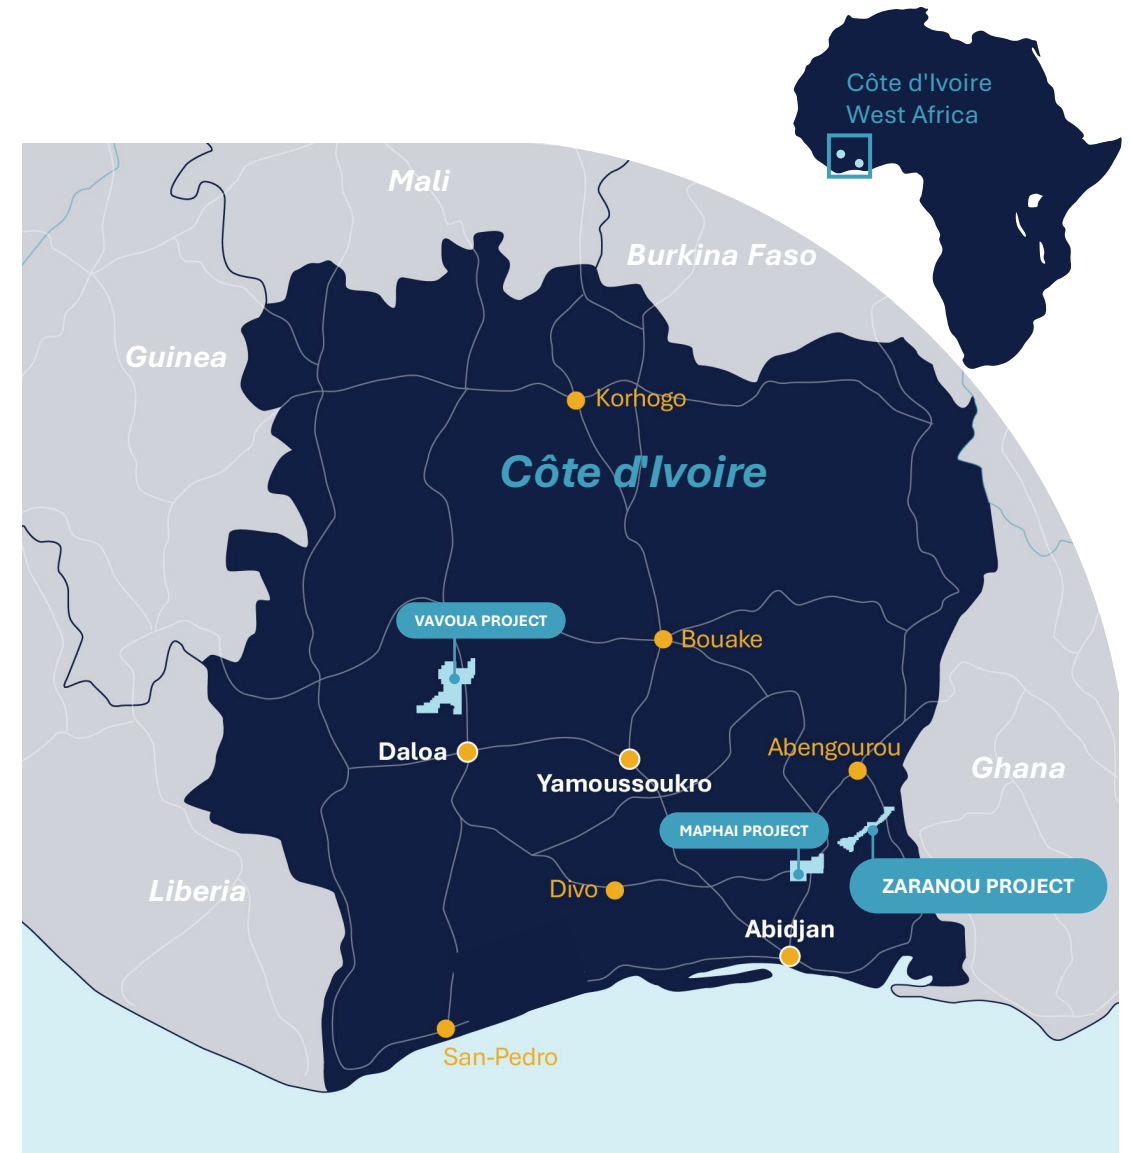 Côte d'Ivoire
West Africa
Mali
Burkina Faso
Guinea
Korhogo
Côte d'Ivoire
VAVOUA PROJECT
Bouake
Daloa
Abengourou
Yamoussoukro
Ghana
MAPHAI PROJECT
ZARANOU PROJECT
Liberia
Divo
Abidjan
San-Pedro